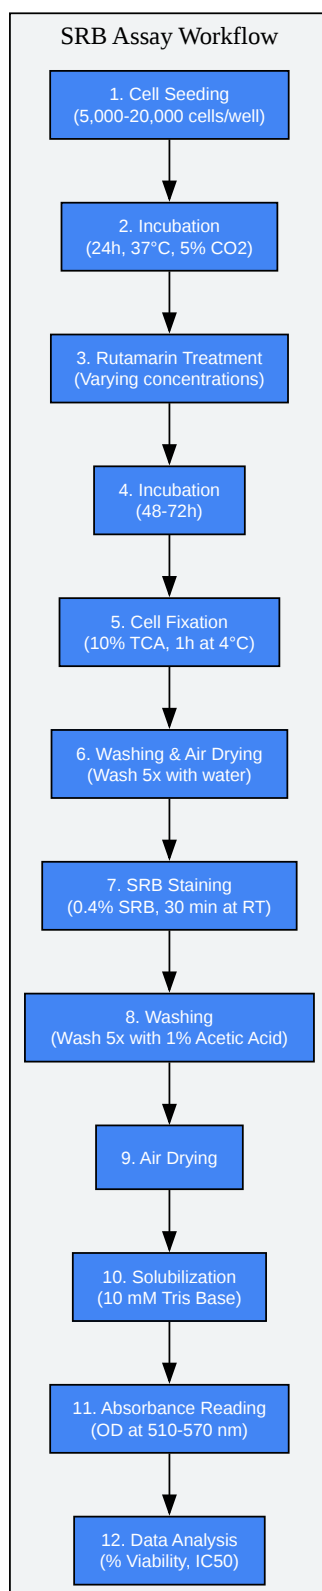 SRB Assay Workflow
1. Cell Seeding
(5,000-20,000 cells/well)
2. Incubation
(24h, 37°C, 5% CO2)
3. Rutamarin Treatment
(Varying concentrations)
4. Incubation
(48-72h)
5. Cell Fixation
(10% TCA, 1h at 4°C)
6. Washing & Air Drying
(Wash 5x with water)
7. SRB Staining
(0.4% SRB, 30 min at RT)
8. Washing
(Wash 5x with 1% Acetic Acid)
9. Air Drying
10. Solubilization
(10 mM Tris Base)
11. Absorbance Reading
(OD at 510-570 nm)
12. Data Analysis
(% Viability, IC50)